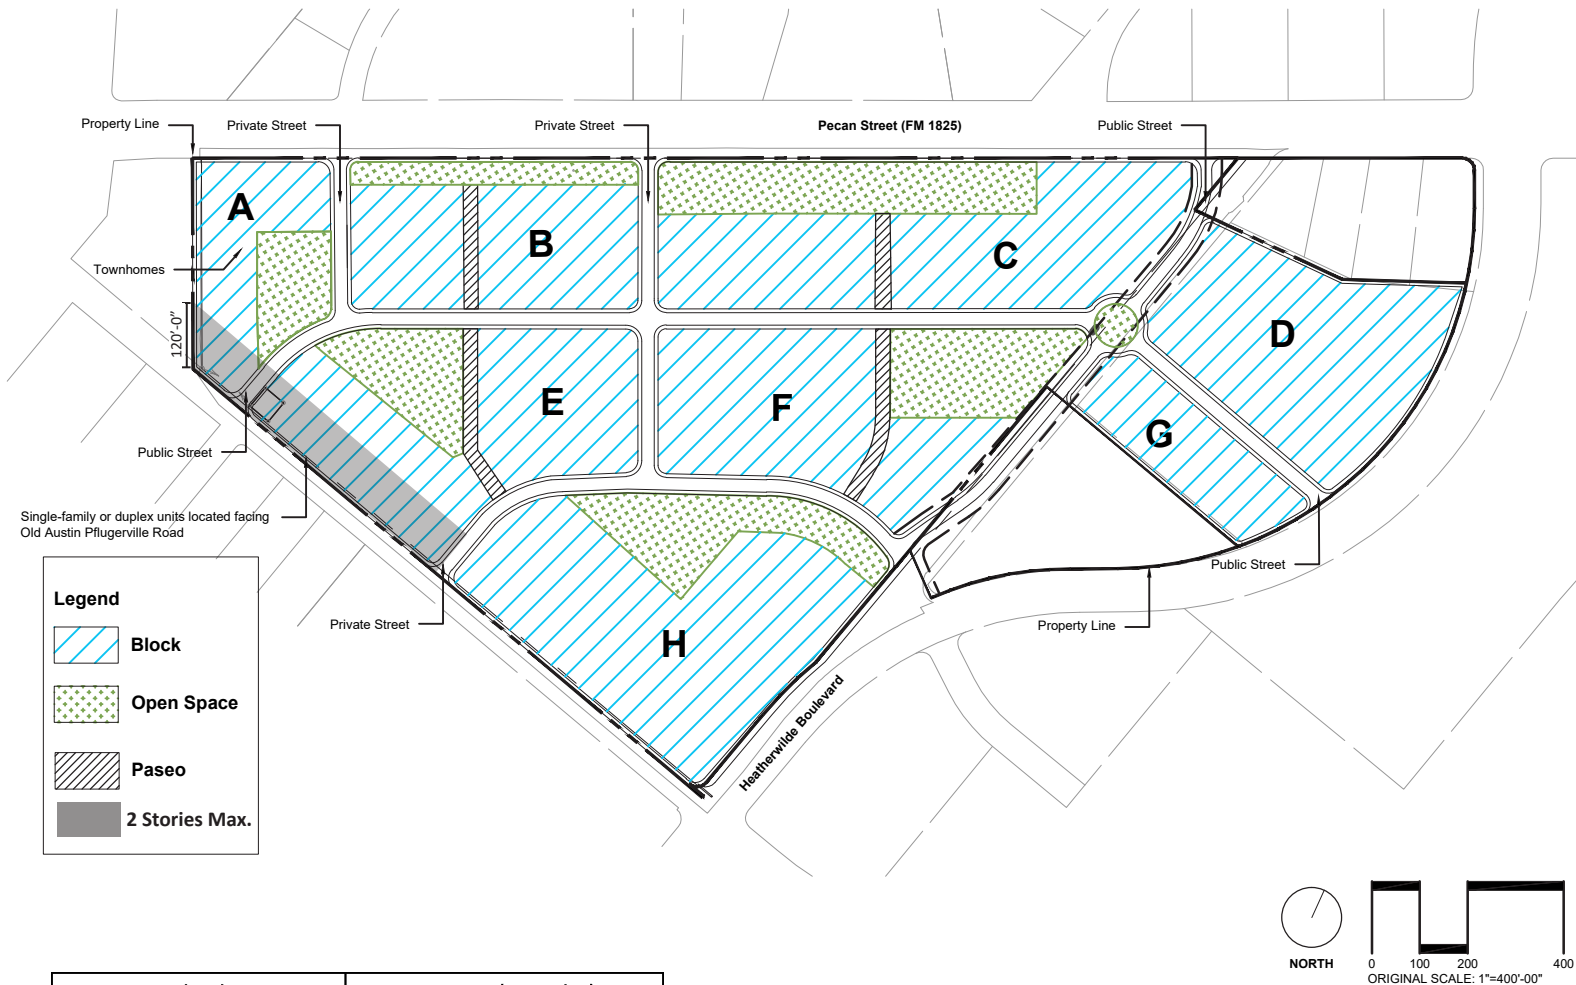 Property Line
Private Street
Private Street
Pecan Street (FM 1825)
Public Street
A
B
C
D
E
F
G
H
Townhomes
120'-0"
Public Street
Single-family or duplex units located facing
Old Austin Pflugerville Road
Private Street
Public Street
Property Line
Heatherwilde Boulevard
Legend
Block
Open Space
Paseo
2 Stories Max.
NORTH
0 100 200 400
ORIGINAL SCALE: 1"=400'-00"